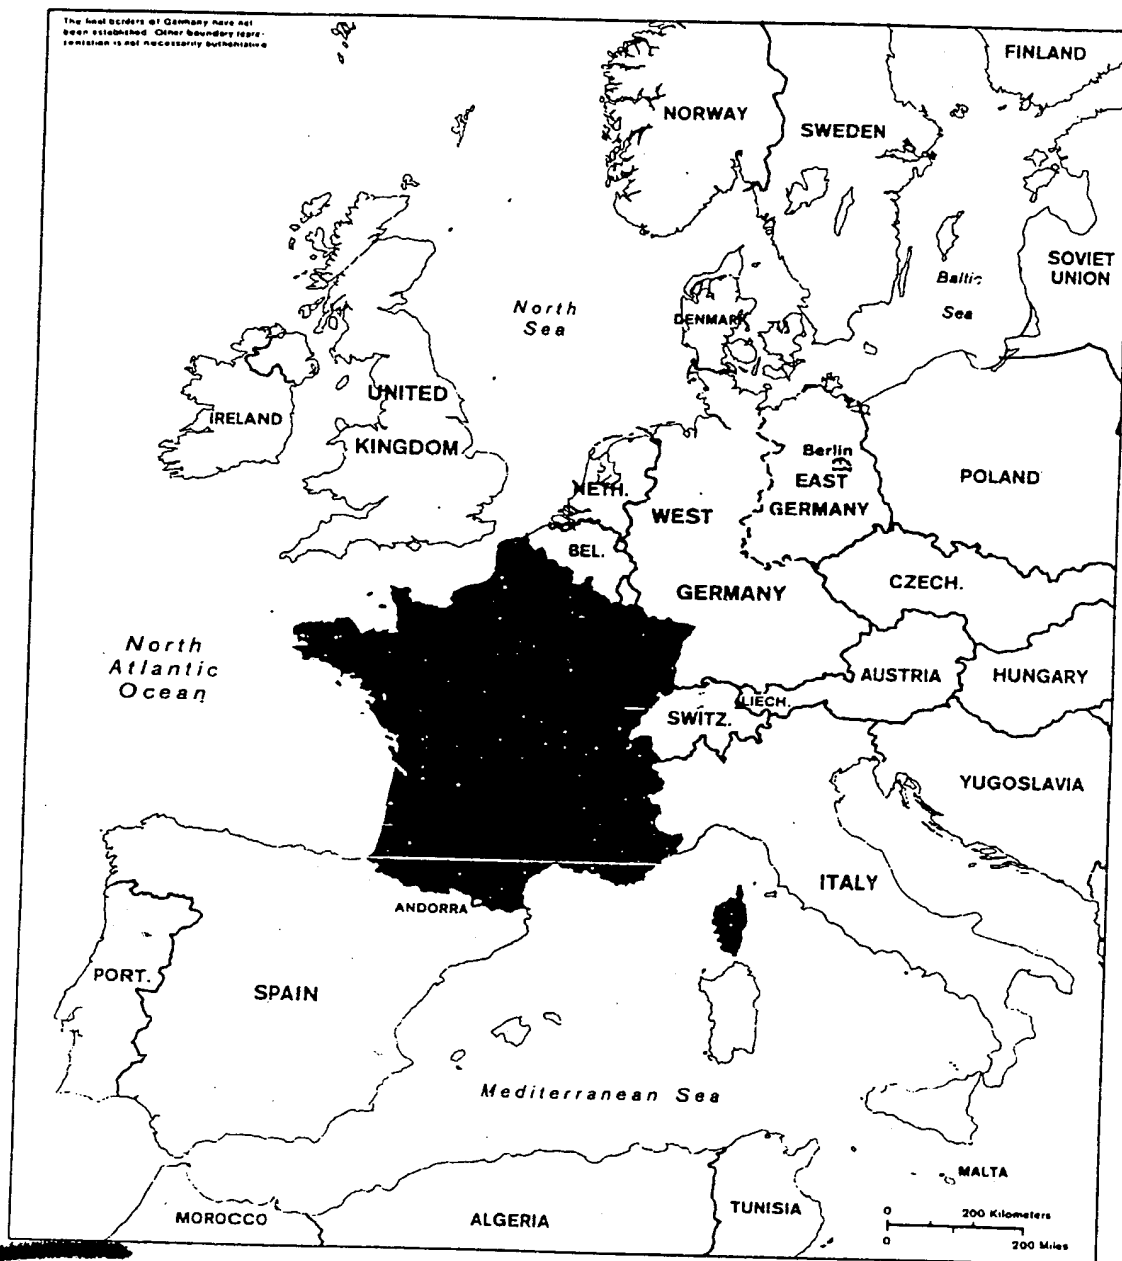 The final borders of Germany have not
been established. Other boundary repre-
sentation is not necessarily authoritative
FINLAND
NORWAY
SWEDEN
SOVIET
UNION
Baltic
Sea
North
Sea
DENMARK
UNITED
KINGDOM
IRELAND
Berlin
EAST
GERMANY
POLAND
NETH.
WEST
GERMANY
BEL.
CZECH.
North
Atlantic
Ocean
AUSTRIA
HUNGARY
LIECH.
SWITZ.
YUGOSLAVIA
ITALY
ANDORRA
PORT.
SPAIN
Mediterranean Sea
MALTA
MOROCCO
ALGERIA
TUNISIA
0 200 Kilometers
0 200 Miles